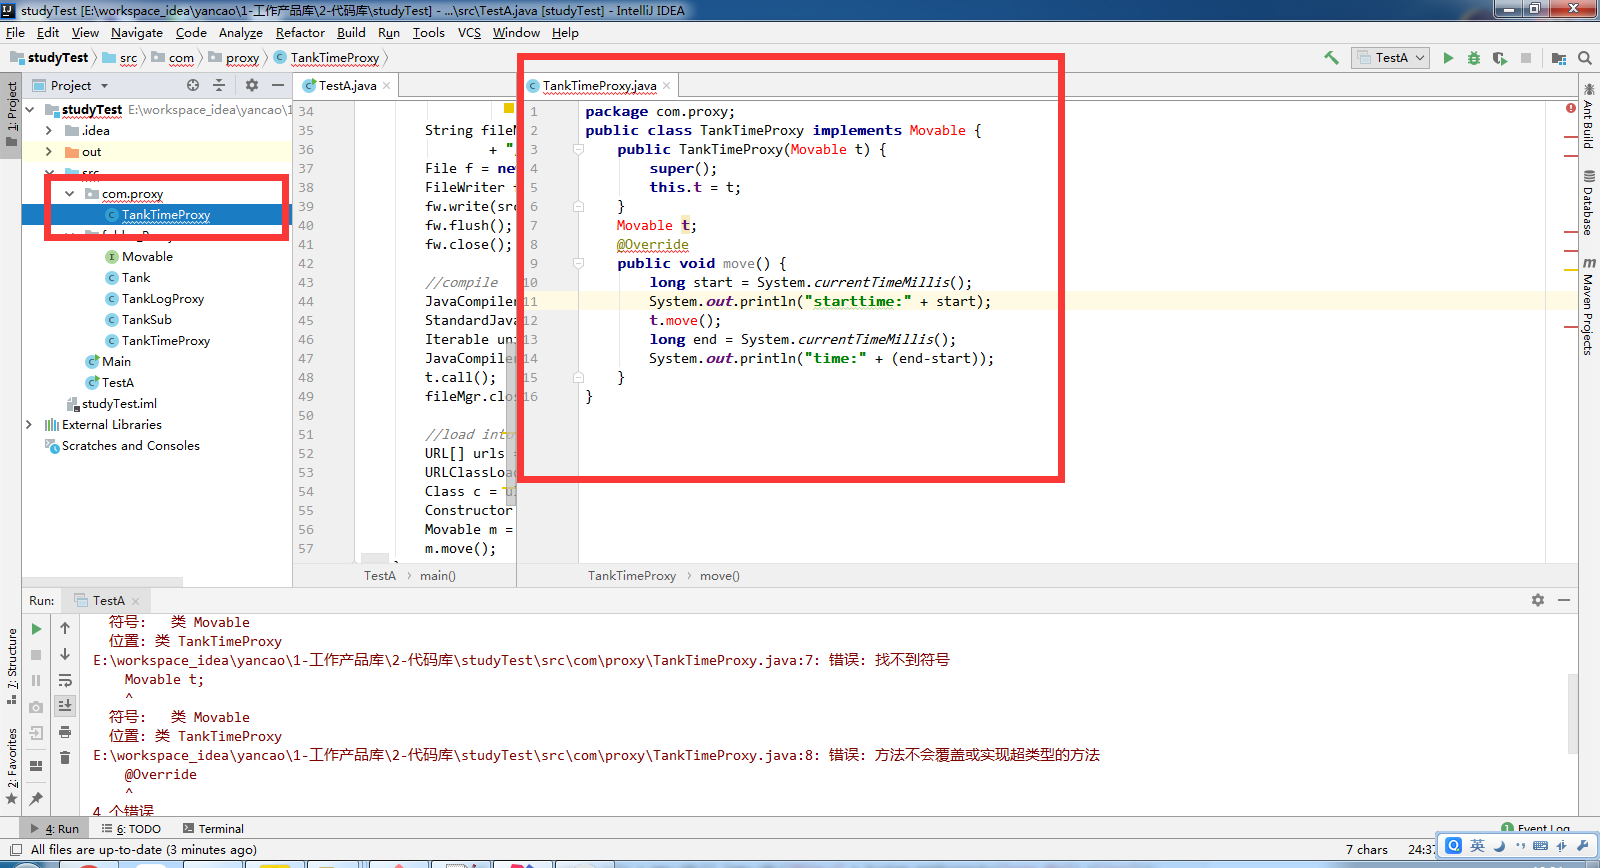 studyTest [E:\workspace_idea\yancao\1-工作产品库\2-代码库\studyTest] - ...\src\TestA.java [studyTest] - IntelliJ IDEA
File Edit View Navigate Code Analyze Refactor Build Run Tools VCS Window Help
studyTest src com proxy TankTimeProxy TestA
1: Project
Project
studyTest E:\workspace_idea\yancao\1
.idea
out
src
com.proxy
TankTimeProxy
Movable
Tank
TankLogProxy
TankSub
TankTimeProxy
Main
TestA
studyTest.iml
External Libraries
Scratches and Consoles
TestA.java
34
35 String fileN
36 + "
37 File f = new
38 FileWriter
39 fw.write(src
40 fw.flush();
41 fw.close();
42
43 //compile
44 JavaCompiler
45 StandardJava
46 Iterable uni
47 JavaCompiler
48 t.call();
49 fileMgr.clos
50
51 //load into
52 URL[] urls =
53 URLClassLoad
54 Class c = ul
55 Constructor
56 Movable m =
57 m.move();
TestA › main()
TankTimeProxy.java
1 package com.proxy;
2 public class TankTimeProxy implements Movable {
3 public TankTimeProxy(Movable t) {
4 super();
5 this.t = t;
6 }
7 Movable t;
8 @Override
9 public void move() {
10 long start = System.currentTimeMillis();
11 System.out.println("starttime:" + start);
12 t.move();
13 long end = System.currentTimeMillis();
14 System.out.println("time:" + (end-start));
15 }
16 }
TankTimeProxy › move()
Ant Build
Database
Maven Projects
Run: TestA
符号: 类 Movable
位置: 类 TankTimeProxy
E:\workspace_idea\yancao\1-工作产品库\2-代码库\studyTest\src\com\proxy\TankTimeProxy.java:7: 错误: 找不到符号
Movable t;
^
符号: 类 Movable
位置: 类 TankTimeProxy
E:\workspace_idea\yancao\1-工作产品库\2-代码库\studyTest\src\com\proxy\TankTimeProxy.java:8: 错误: 方法不会覆盖或实现超类型的方法
@Override
^
4 个错误
7: Structure
2: Favorites
4: Run 6: TODO Terminal 1 Event Log
All files are up-to-date (3 minutes ago) 7 chars 24:37
英